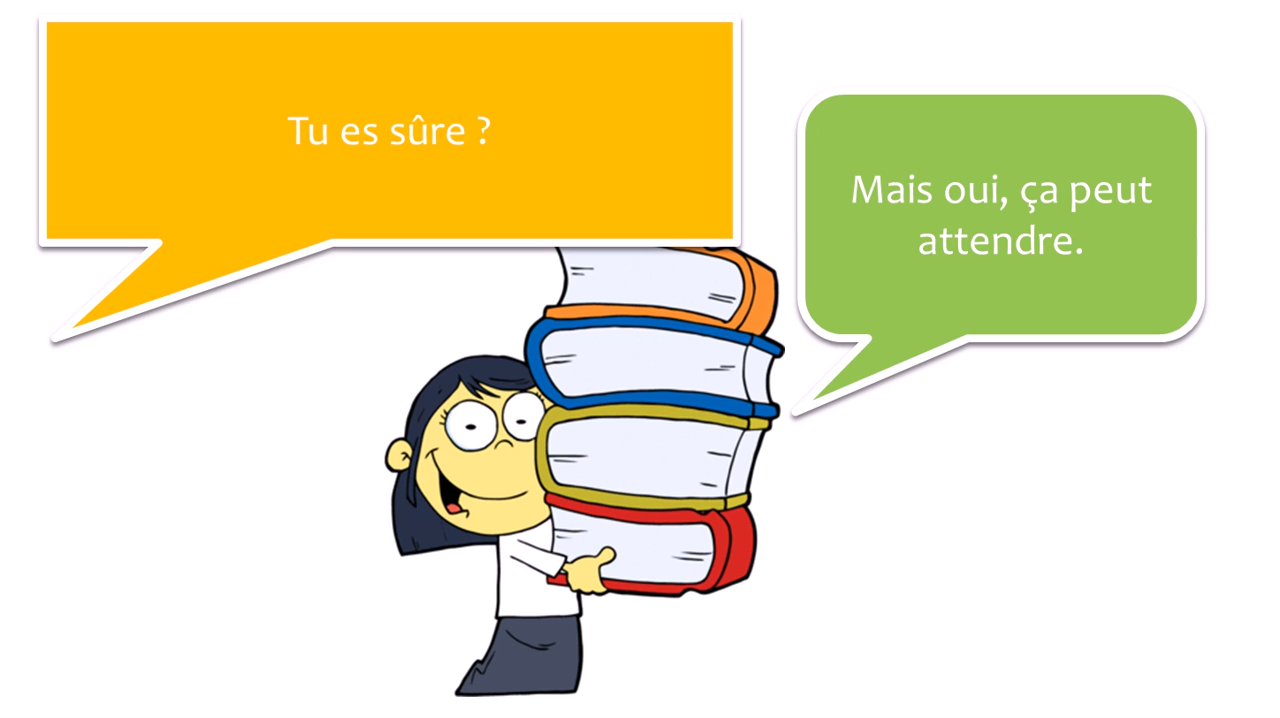 Tu es sûre ?
Mais oui, ça peut
attendre.